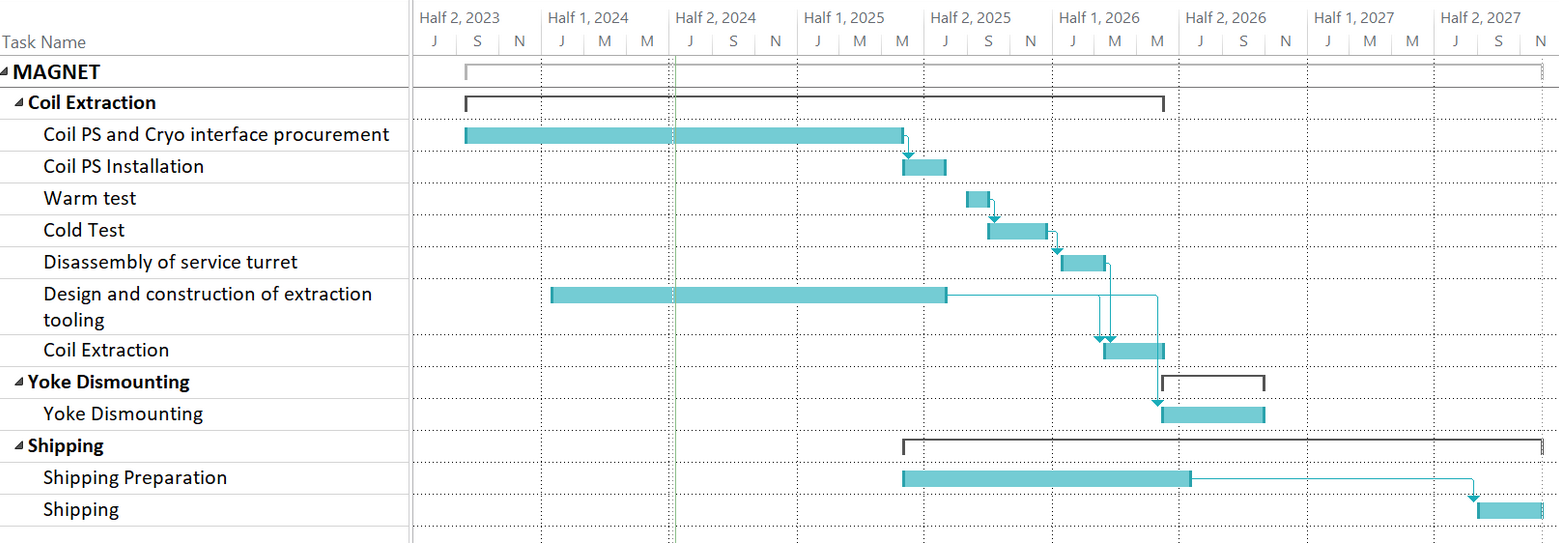 Half 2, 2023 Half 1, 2024 Half 2, 2024 Half 1, 2025 Half 2, 2025 Half 1, 2026 Half 2, 2026 Half 1, 2027 Half 2, 2027
Task Name J S N J M M J S N J M M J S N J M M J S N J M M J S N
MAGNET
Coil Extraction
Coil PS and Cryo interface procurement
Coil PS Installation
Warm test
Cold Test
Disassembly of service turret
Design and construction of extraction
tooling
Coil Extraction
Yoke Dismounting
Yoke Dismounting
Shipping
Shipping Preparation
Shipping